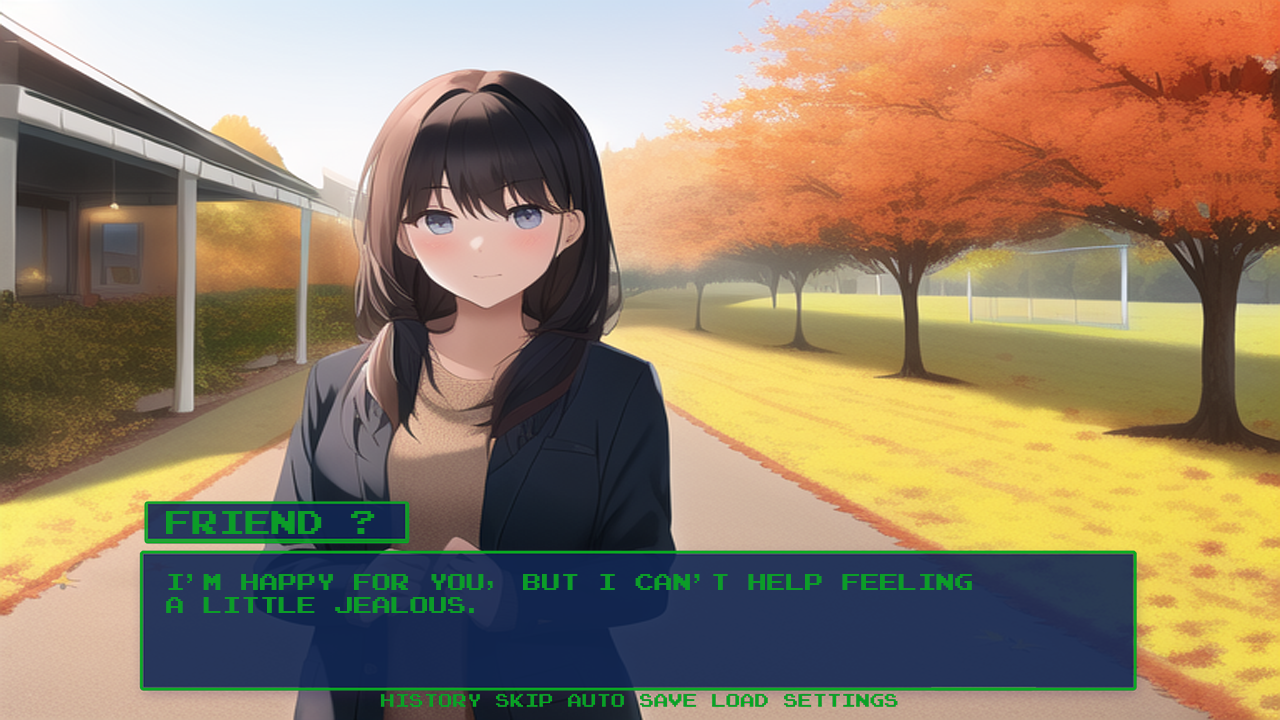 FRIEND ?
I'M HAPPY FOR YOU, BUT I CAN'T HELP FEELING
A LITTLE JEALOUS.
HISTORY SKIP AUTO SAVE LOAD SETTINGS